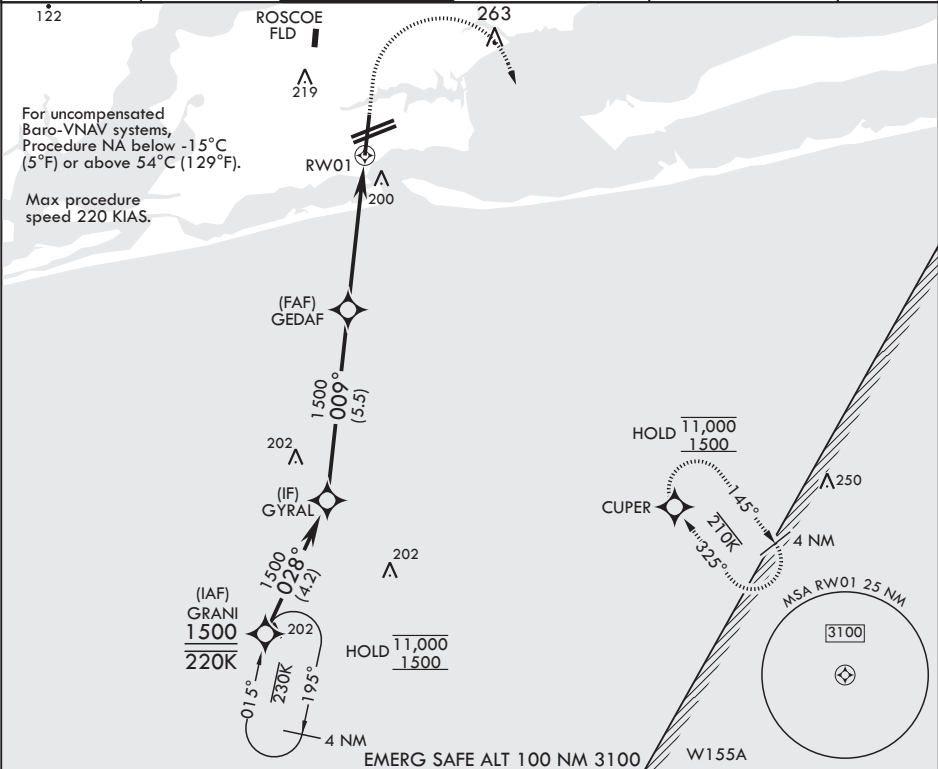 122
ROSCOE
FLD
263
219
For uncompensated
Baro-VNAV systems,
Procedure NA below -15°C
(5°F) or above 54°C (129°F).
RW01
200
Max procedure
speed 220 KIAS.
(FAF)
GEDAF
1500
009°
(5.5)
202
(IF)
GYRAL
HOLD 11,000
1500
250
CUPER
145°
210K
325°
4 NM
1500
028°
(4.2)
202
(IAF)
GRANI
1500
220K
202
HOLD 11,000
1500
015°
230K
195°
4 NM
MSA RW01 25 NM
3100
EMERG SAFE ALT 100 NM 3100
W155A